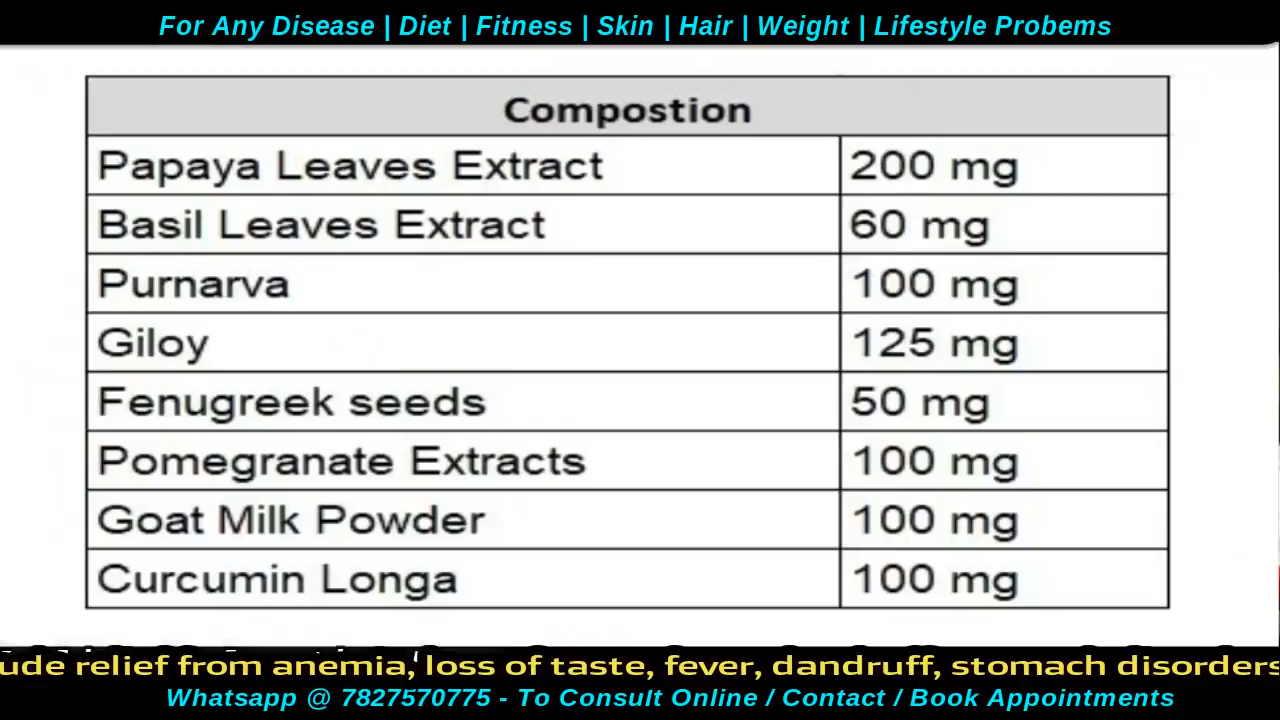 For Any Disease | Diet | Fitness | Skin | Hair | Weight | Lifestyle Probems
Compostion
Papaya Leaves Extract 200 mg
Basil Leaves Extract 60 mg
Purnarva 100 mg
Giloy 125 mg
Fenugreek seeds 50 mg
Pomegranate Extracts 100 mg
Goat Milk Powder 100 mg
Curcumin Longa 100 mg
relief from anemia, loss of taste, fever, dandruff, stomach disorders
Whatsapp @ 7827570775 - To Consult Online / Contact / Book Appointments